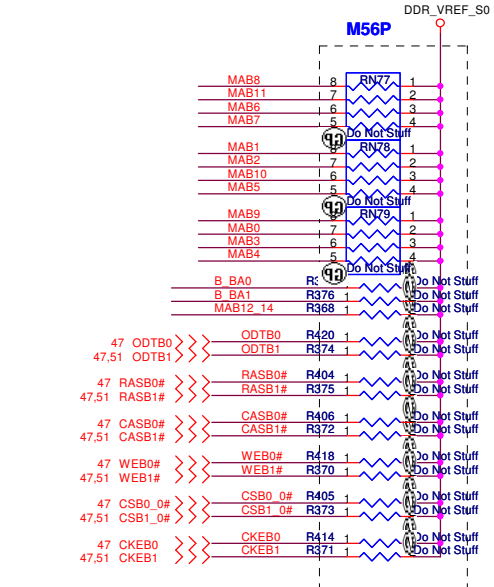 DDR_VREF_S0
M56P
MAB8 8 RN77 1
MAB11 7 2
MAB6 6 3
MAB7 5 4
Do Not Stuff
MAB1 8 RN78 1
MAB2 7 2
MAB10 6 3
MAB5 5 4
Do Not Stuff
MAB9 8 RN79 1
MAB0 7 2
MAB3 6 3
MAB4 5 4
Do Not Stuff
B_BA0 Do Not Stuff
B_BA1 R376 1 Do Not Stuff
MAB12_14 R368 1 Do Not Stuff
47 ODTB0 ODTB0 R420 1 Do Not Stuff
47,51 ODTB1 ODTB1 R374 1 Do Not Stuff
47 RASB0# RASB0# R404 1 Do Not Stuff
47,51 RASB1# RASB1# R375 1 Do Not Stuff
47 CASB0# CASB0# R406 1 Do Not Stuff
47,51 CASB1# CASB1# R372 1 Do Not Stuff
47 WEB0# WEB0# R418 1 Do Not Stuff
47,51 WEB1# WEB1# R370 1 Do Not Stuff
47 CSB0_0# CSB0_0# R405 1 Do Not Stuff
47,51 CSB1_0# CSB1_0# R373 1 Do Not Stuff
47 CKEB0 CKEB0 R414 1 Do Not Stuff
47,51 CKEB1 CKEB1 R371 1 Do Not Stuff